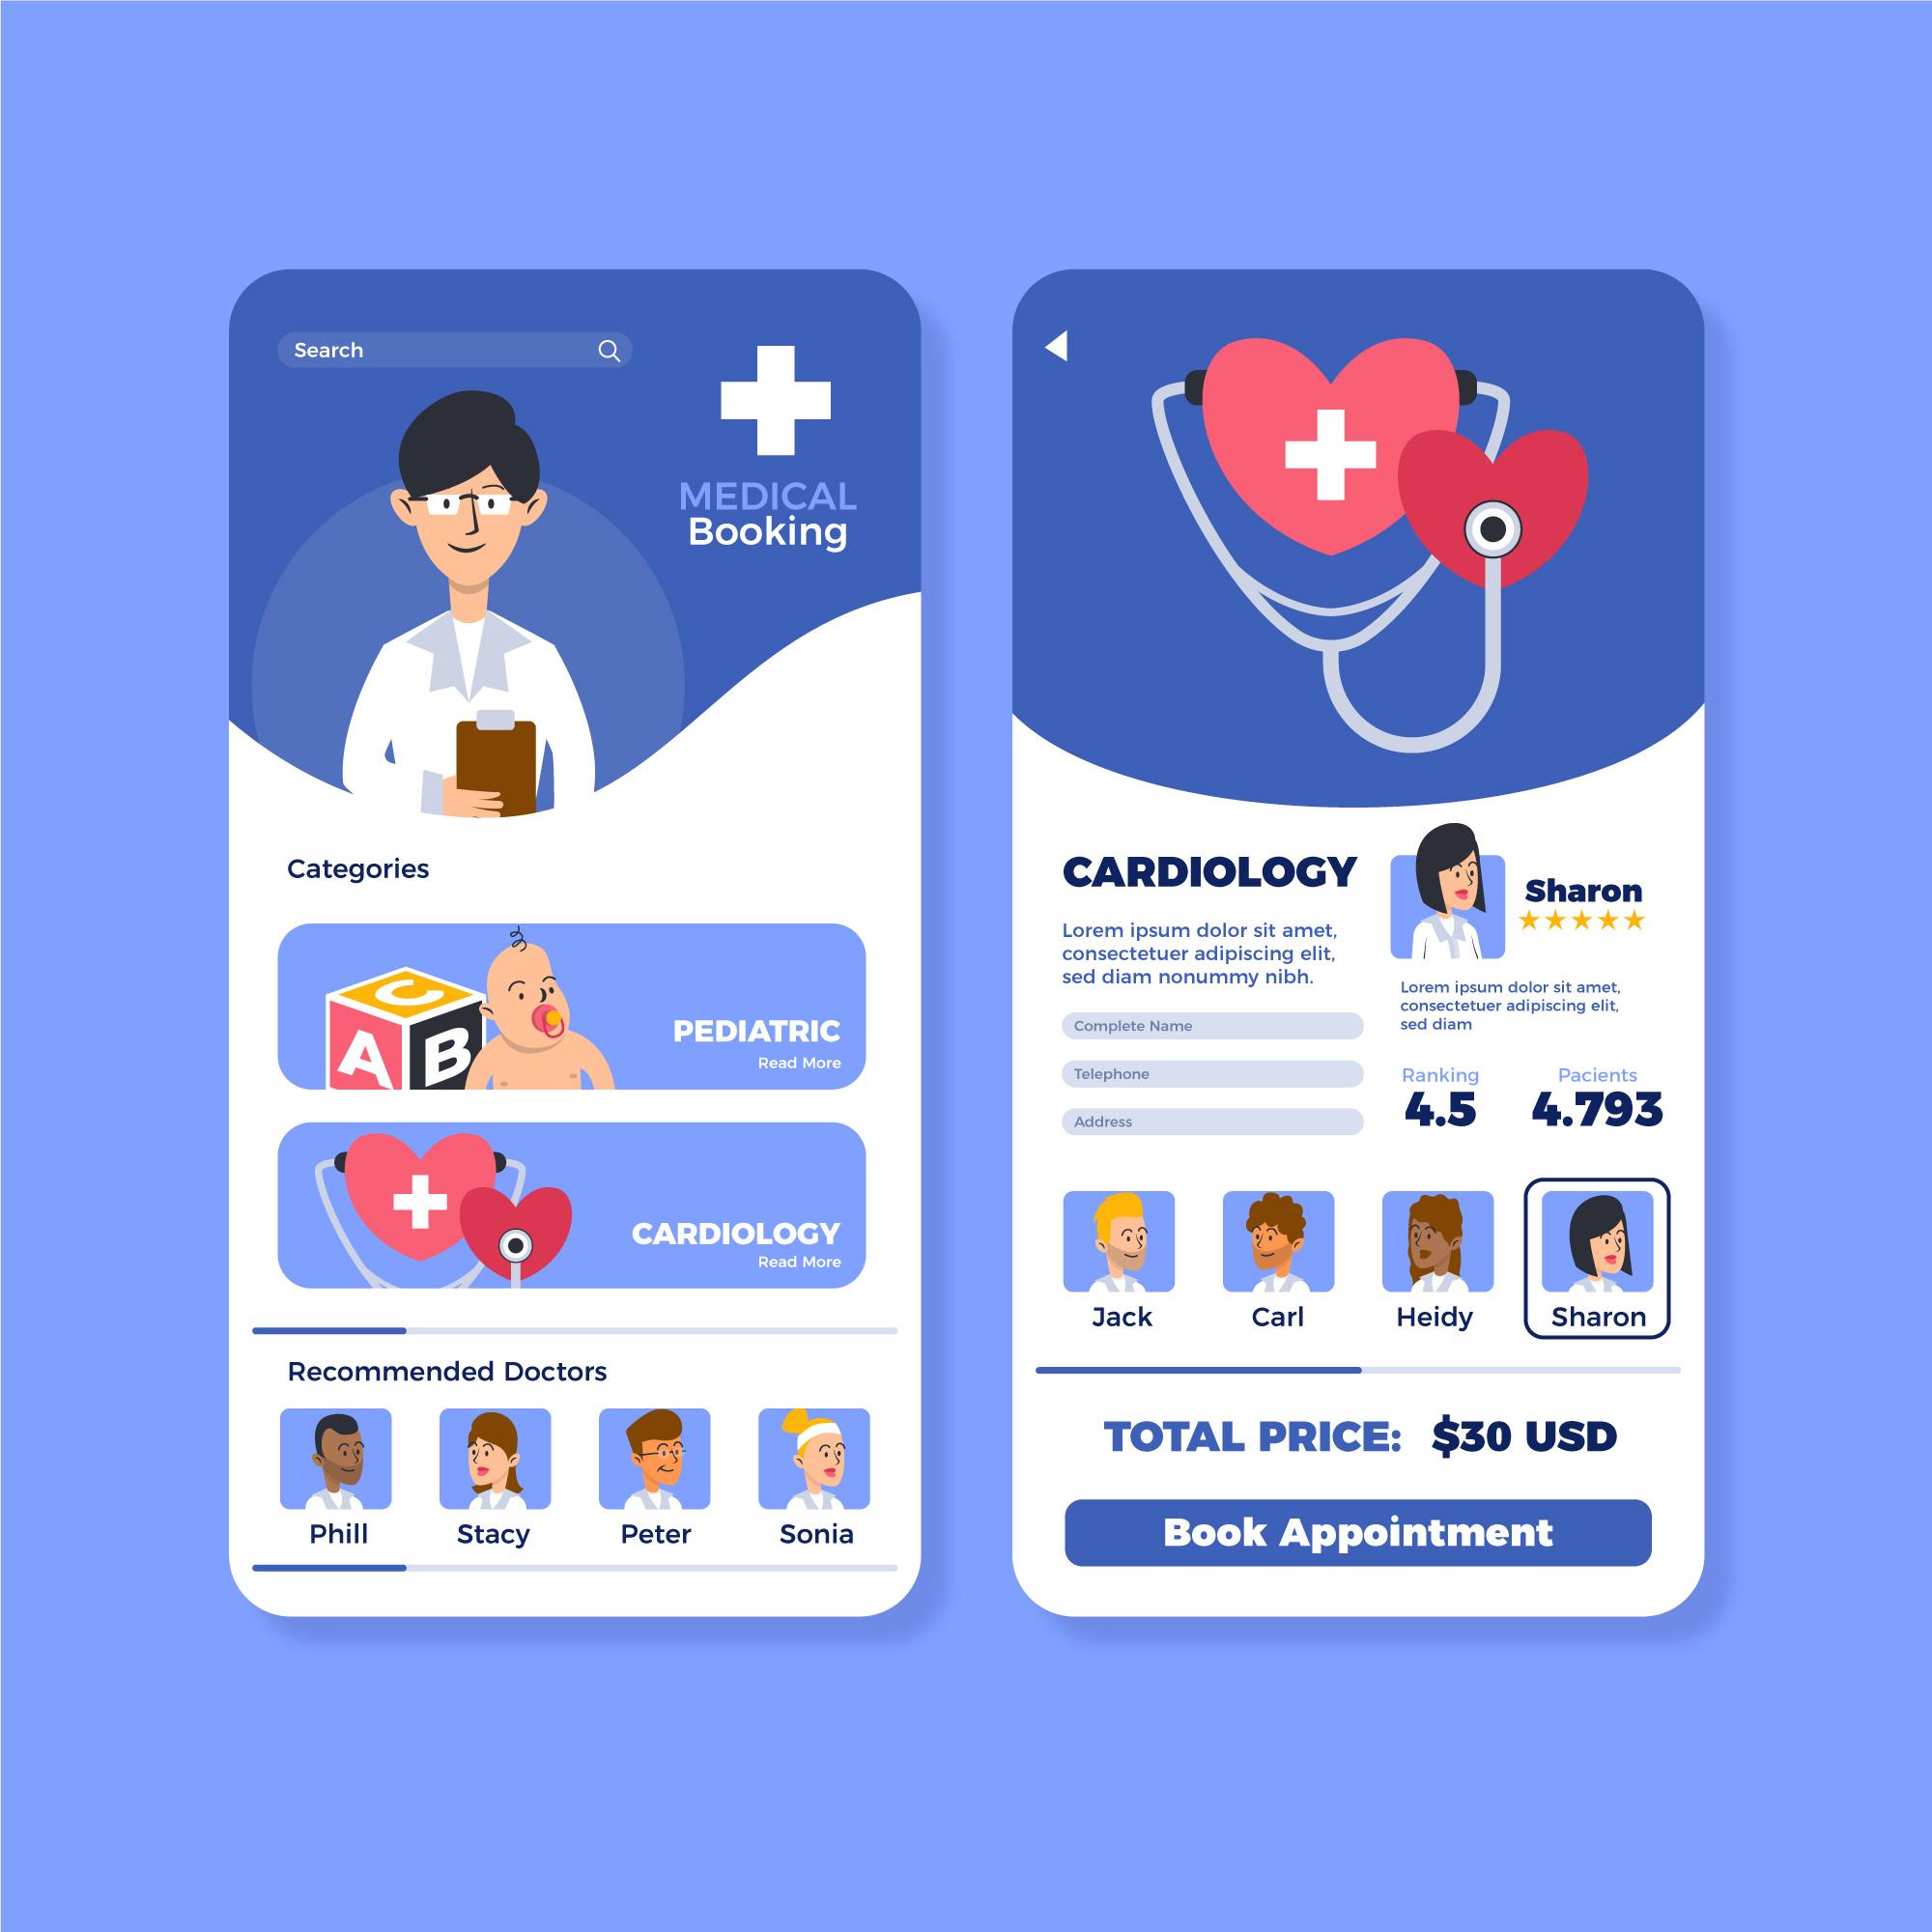 Search
MEDICAL
Booking
Categories
C
A B
PEDIATRIC
Read More
CARDIOLOGY
Read More
Recommended Doctors
Phill Stacy Peter Sonia
CARDIOLOGY
Lorem ipsum dolor sit amet,
consectetuer adipiscing elit,
sed diam nonummy nibh.
Complete Name
Telephone
Address
Sharon
Lorem ipsum dolor sit amet,
consectetuer adipiscing elit,
sed diam
Ranking Pacients
4.5 4.793
Jack Carl Heidy Sharon
TOTAL PRICE: $30 USD
Book Appointment